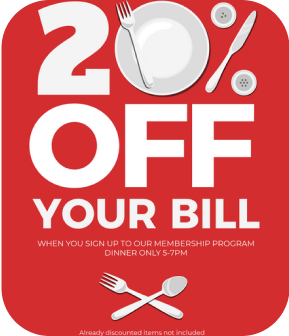 20%
OFF
YOUR BILL
WHEN YOU SIGN UP TO OUR MEMBERSHIP PROGRAM
DINNER ONLY 5-7PM
Already discounted items not included